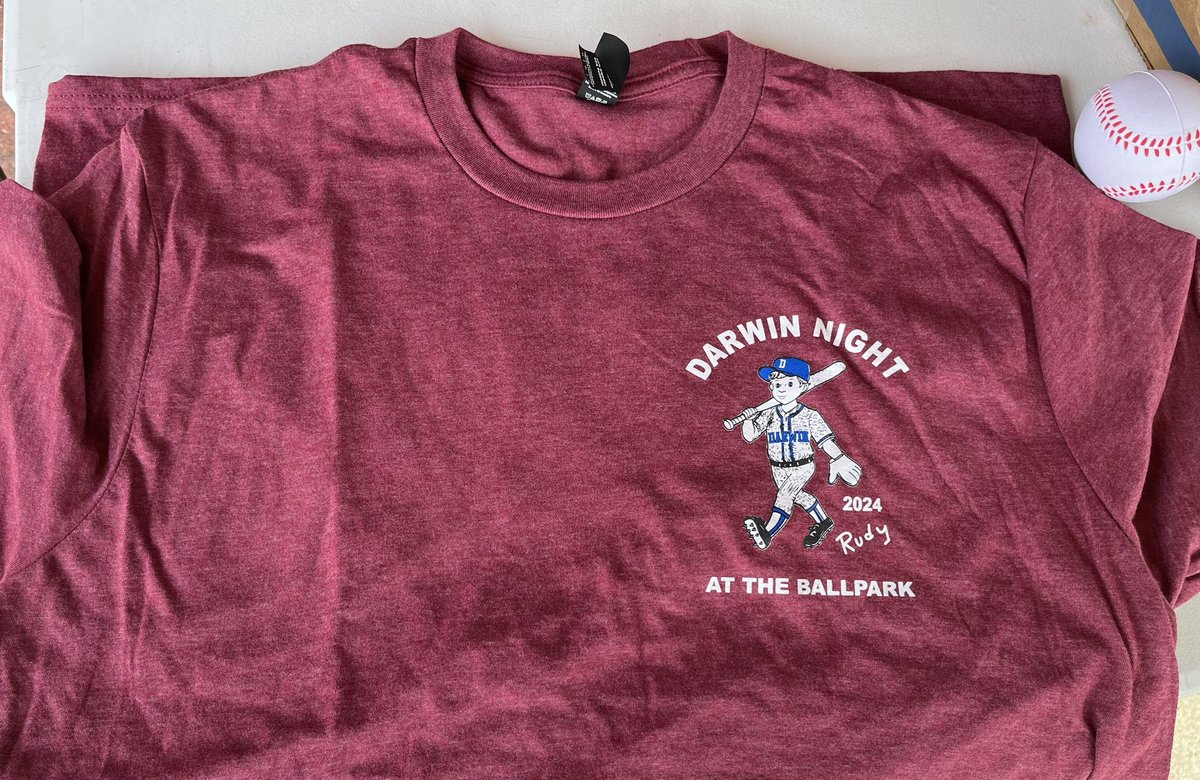 DARWIN NIGHT
D
DARWIN
2024
Rudy
AT THE BALLPARK